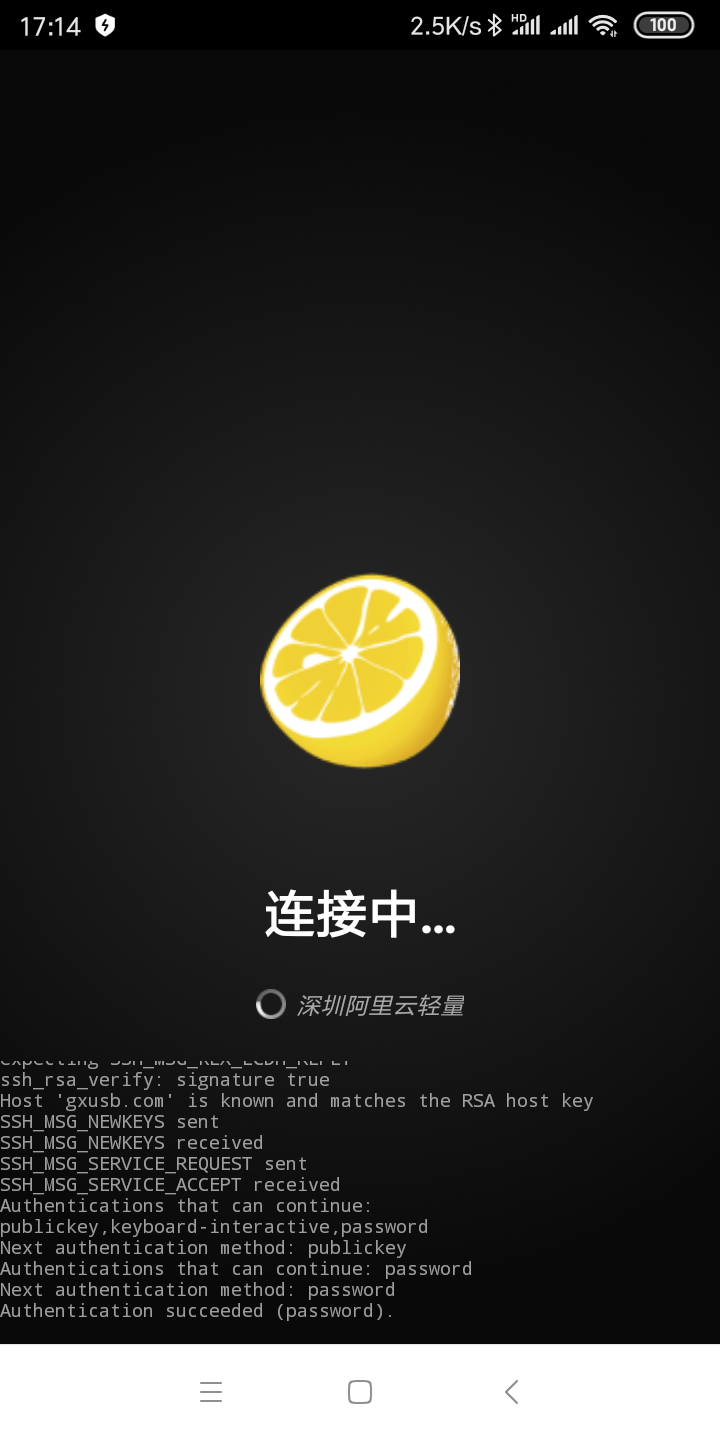 17:14
2.5K/s
HD
100
连接中...
深圳阿里云轻量
expecting SSH_MSG_KEX_ECDH_REPLY
ssh_rsa_verify: signature true
Host 'gxusb.com' is known and matches the RSA host key
SSH_MSG_NEWKEYS sent
SSH_MSG_NEWKEYS received
SSH_MSG_SERVICE_REQUEST sent
SSH_MSG_SERVICE_ACCEPT received
Authentications that can continue:
publickey,keyboard-interactive,password
Next authentication method: publickey
Authentications that can continue: password
Next authentication method: password
Authentication succeeded (password).